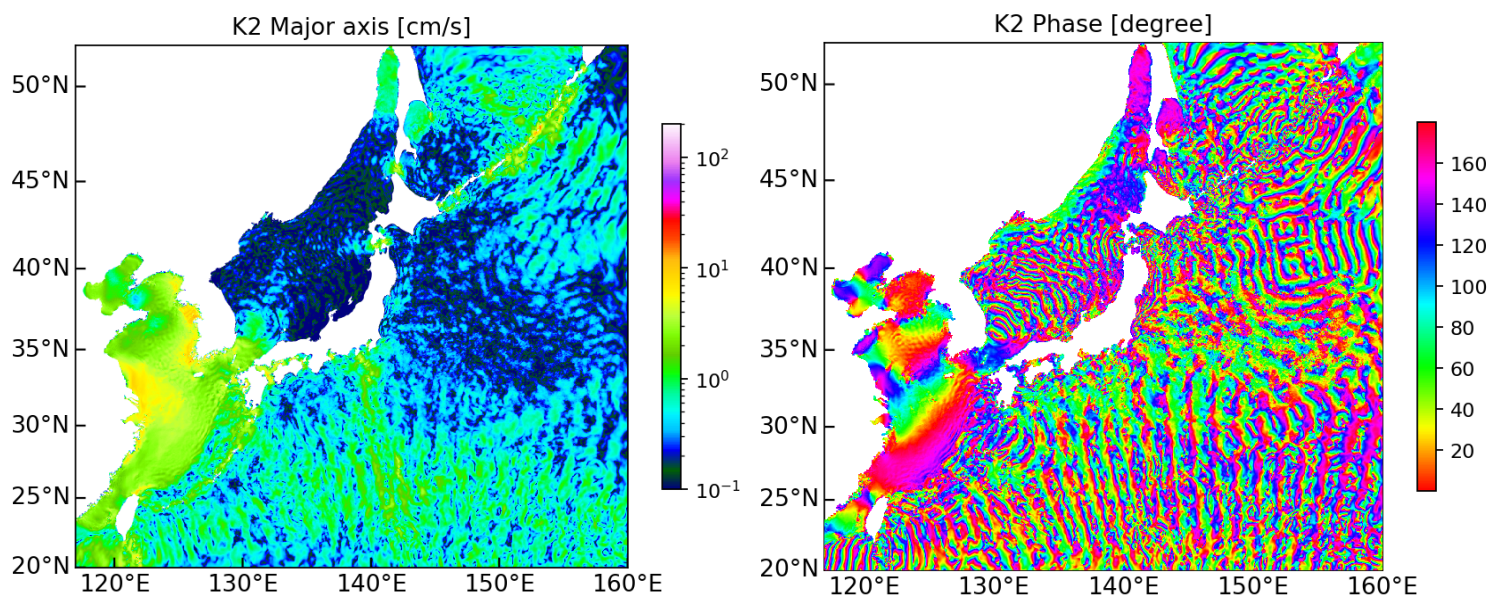 K2 Major axis [cm/s]
50°N
45°N
40°N
35°N
30°N
25°N
20°N
120°E 130°E 140°E 150°E 160°E
10²
10¹
10⁰
10⁻¹
K2 Phase [degree]
50°N
45°N
40°N
35°N
30°N
25°N
20°N
120°E 130°E 140°E 150°E 160°E
160
140
120
100
80
60
40
20